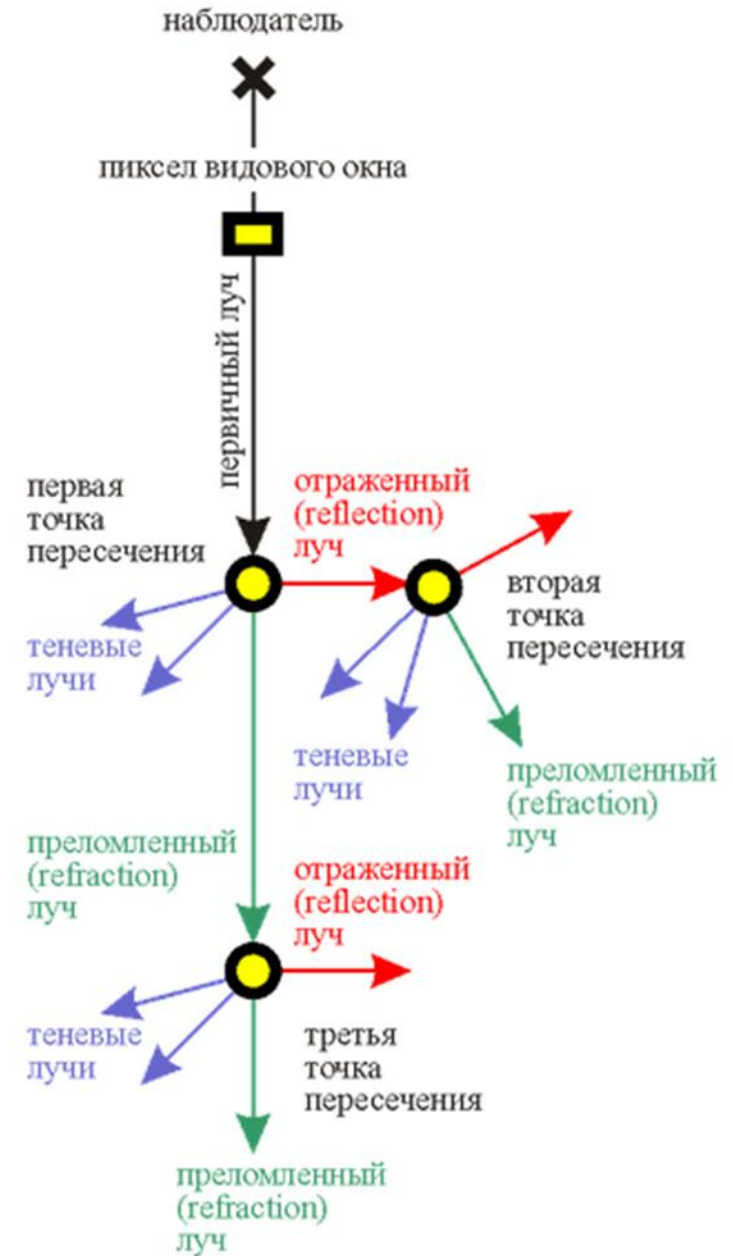 наблюдатель
пиксел видового окна
первичный луч
первая
точка
пересечения
отраженный
(reflection)
луч
вторая
точка
пересечения
теневые
лучи
теневые
лучи
преломленный
(refraction)
луч
преломленный
(refraction)
луч
отраженный
(reflection)
луч
теневые
лучи
третья
точка
пересечения
преломленный
(refraction)
луч